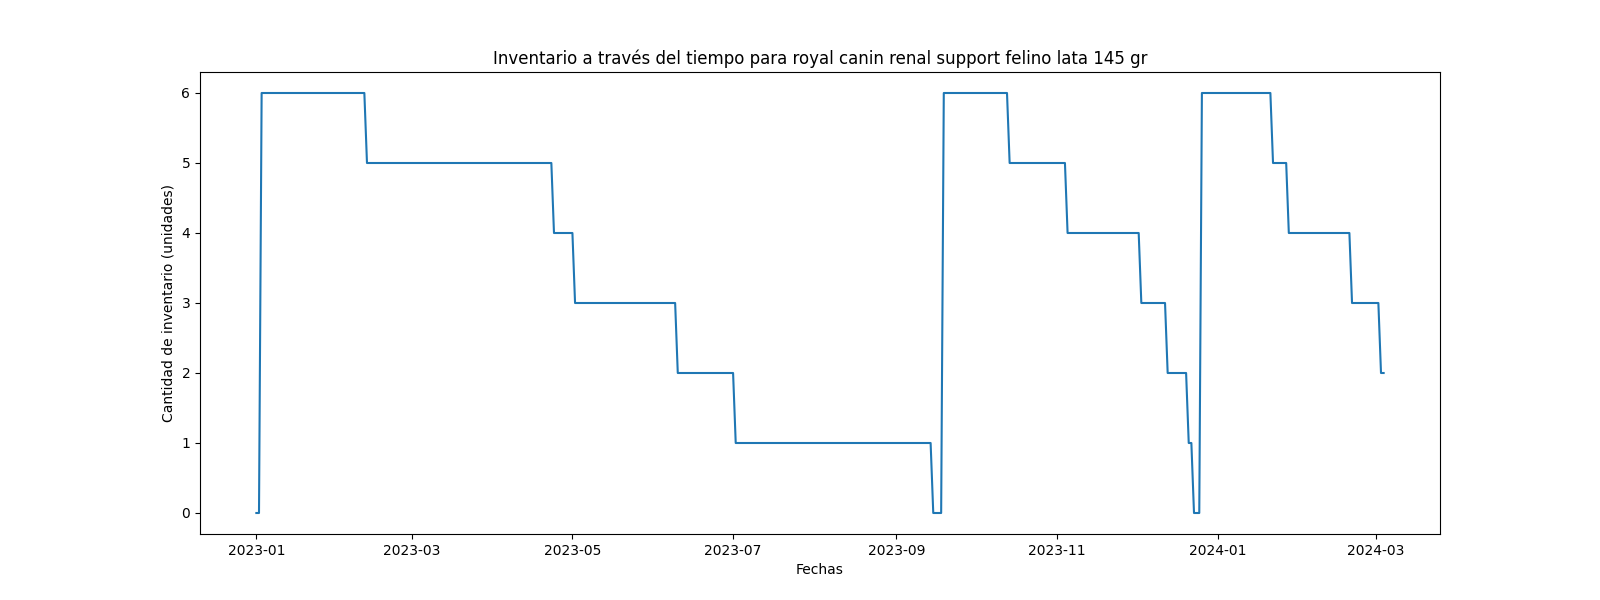 Inventario a través del tiempo para royal canin renal support felino lata 145 gr
Cantidad de inventario (unidades)
6
5
4
3
2
1
0
2023-01 2023-03 2023-05 2023-07 2023-09 2023-11 2024-01 2024-03
Fechas